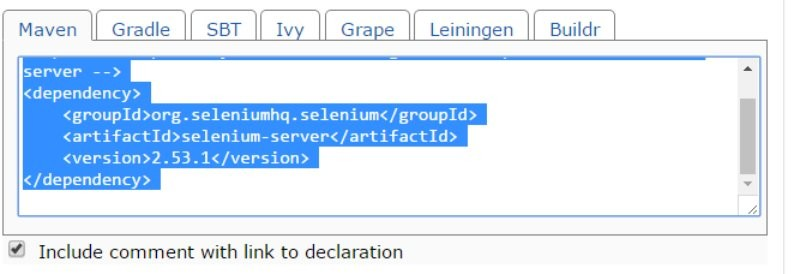 Maven Gradle SBT Ivy Grape Leiningen Buildr
server -->
<dependency>
    <groupId>org.seleniumhq.selenium</groupId>
    <artifactId>selenium-server</artifactId>
    <version>2.53.1</version>
</dependency>
Include comment with link to declaration